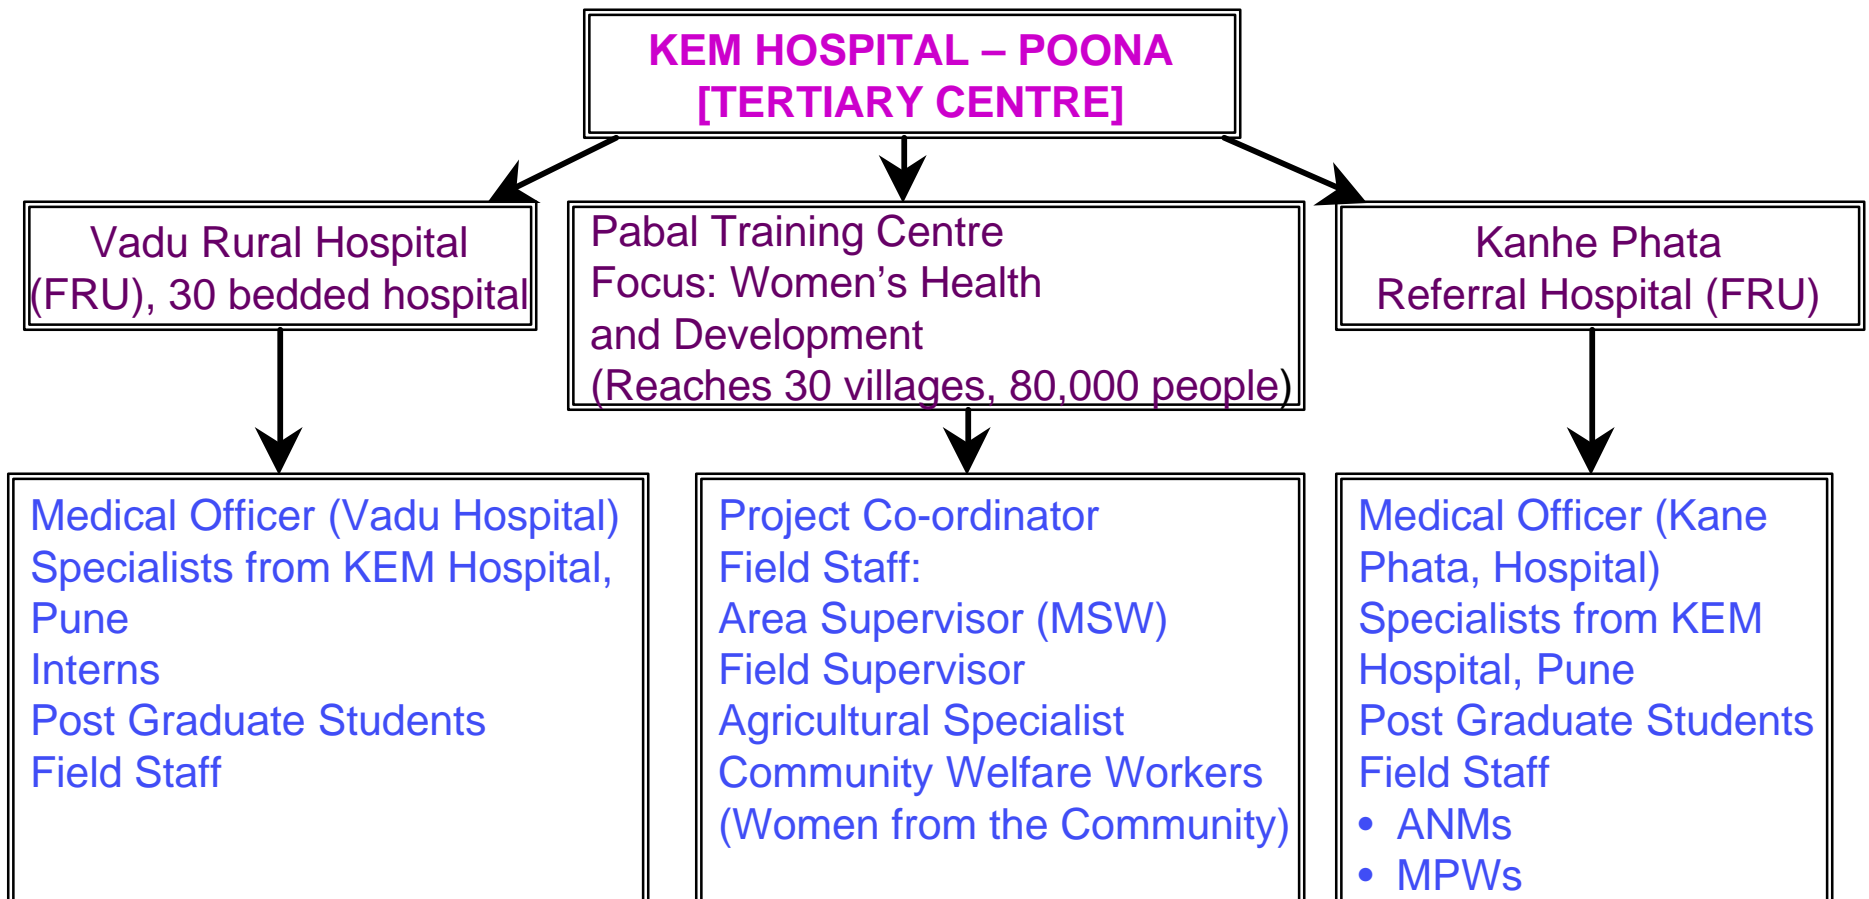 KEM HOSPITAL – POONA
[TERTIARY CENTRE]
Vadu Rural Hospital
(FRU), 30 bedded hospital
Pabal Training Centre
Focus: Women’s Health
and Development
(Reaches 30 villages, 80,000 people)
Kanhe Phata
Referral Hospital (FRU)
Medical Officer (Vadu Hospital)
Specialists from KEM Hospital,
Pune
Interns
Post Graduate Students
Field Staff
Project Co-ordinator
Field Staff:
Area Supervisor (MSW)
Field Supervisor
Agricultural Specialist
Community Welfare Workers
(Women from the Community)
Medical Officer (Kane
Phata, Hospital)
Specialists from KEM
Hospital, Pune
Post Graduate Students
Field Staff
• ANMs
• MPWs